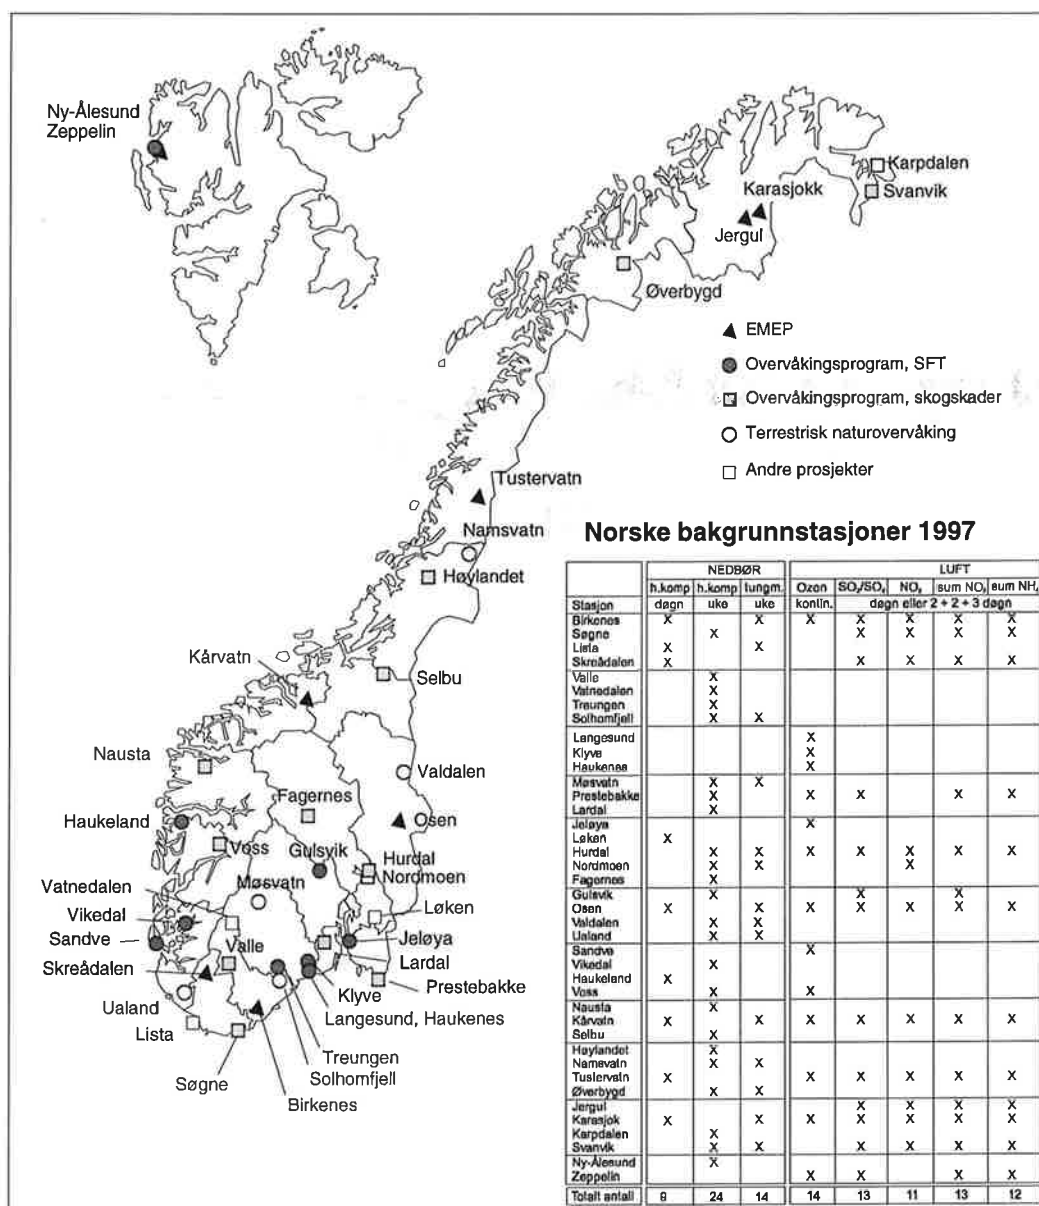 Ny-Ålesund
Zeppelin
Karpdalen
Karasjokk
Svanvik
Jergul
Øverbygd
EMEP
Overvåkingsprogram, SFT
Overvåkingsprogram, skogskader
Terrestrisk naturovervåking
Andre prosjekter
Tustervatn
Namsvatn
Høylandet
Kårvatn
Selbu
Nausta
Valdalen
Fagernes
Haukeland
Osen
Voss
Gulsvik
Hurdal
Nordmoen
Vatnedalen
Møsvatn
Vikedal
Løken
Sandve
Valle
Jeløya
Skreådalen
Lardal
Klyve
Prestebakke
Ualand
Langesund, Haukenes
Lista
Treungen
Søgne
Solhomfjell
Birkenes
Norske bakgrunnstasjoner 1997
NEDBØR LUFT
h.komp h.komp tungm. Ozon SO₂/SO₄ NO₂ sum NO₃ sum NH₄
Stasjon døgn uke uke kontin. døgn eller 2 + 2 + 3 døgn
Birkenes X X X X X X X
Søgne X X X X X
Lista X X
Skreådalen X X X X X
Valle X
Vatnedalen X
Treungen X
Solhomfjell X X
Langesund X
Klyve X
Haukenes X
Møsvatn X X
Prestebakke X X X X X
Lardal X
Jeløya X
Løken X
Hurdal X X X X X X X
Nordmoen X X X
Fagernes X
Gulsvik X X X
Osen X X X X X X X
Valdalen X X
Ualand X X
Sandve X
Vikedal X
Haukeland X
Voss X X
Nausta X
Kårvatn X X X X X X X
Selbu X
Høylandet X
Namsvatn X X
Tustervatn X X X X X X
Øverbygd X X
Jergul X X X X
Karasjok X X X X X X X
Karpdalen X
Svanvik X X X X X X
Ny-Ålesund X
Zeppelin X X X X
Totalt antall 9 24 14 14 13 11 13 12